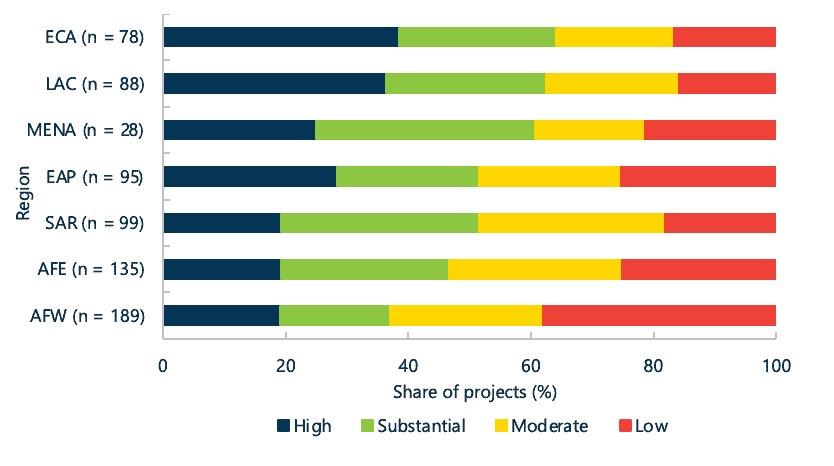 ECA (n = 78)
LAC (n = 88)
MENA (n = 28)
EAP (n = 95)
SAR (n = 99)
AFE (n = 135)
AFW (n = 189)
Region
0 20 40 60 80 100
Share of projects (%)
High Substantial Moderate Low